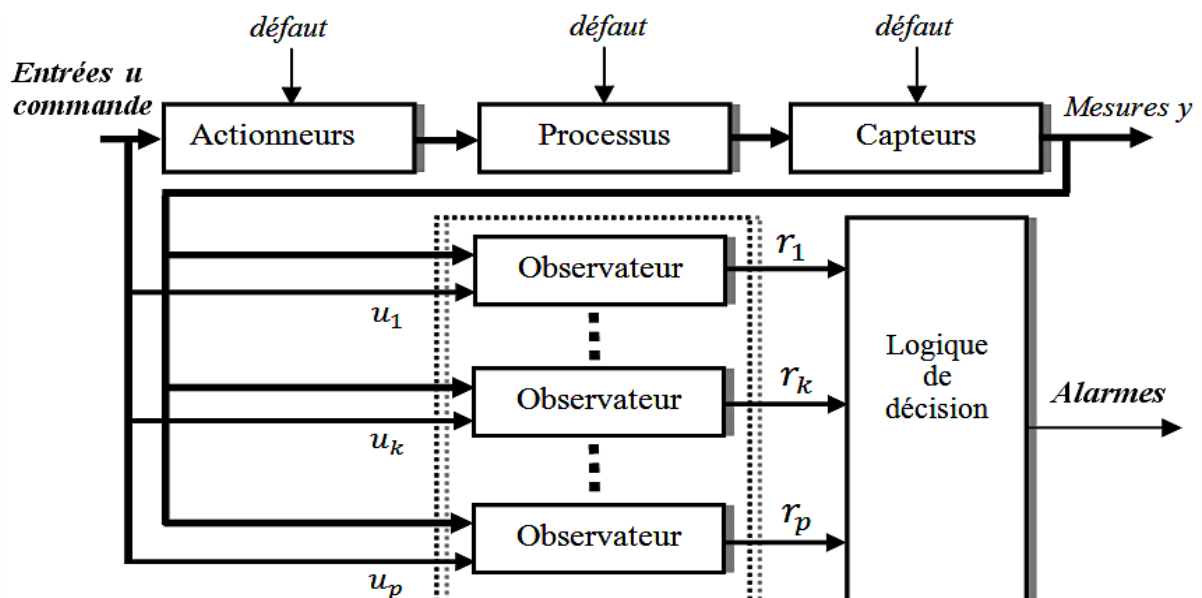 défaut
défaut
défaut
Entrées u
commande
Actionneurs
Processus
Capteurs
Mesures y
Observateur
r₁
u₁
Observateur
rₖ
uₖ
Observateur
rₚ
uₚ
Logique
de
décision
Alarmes